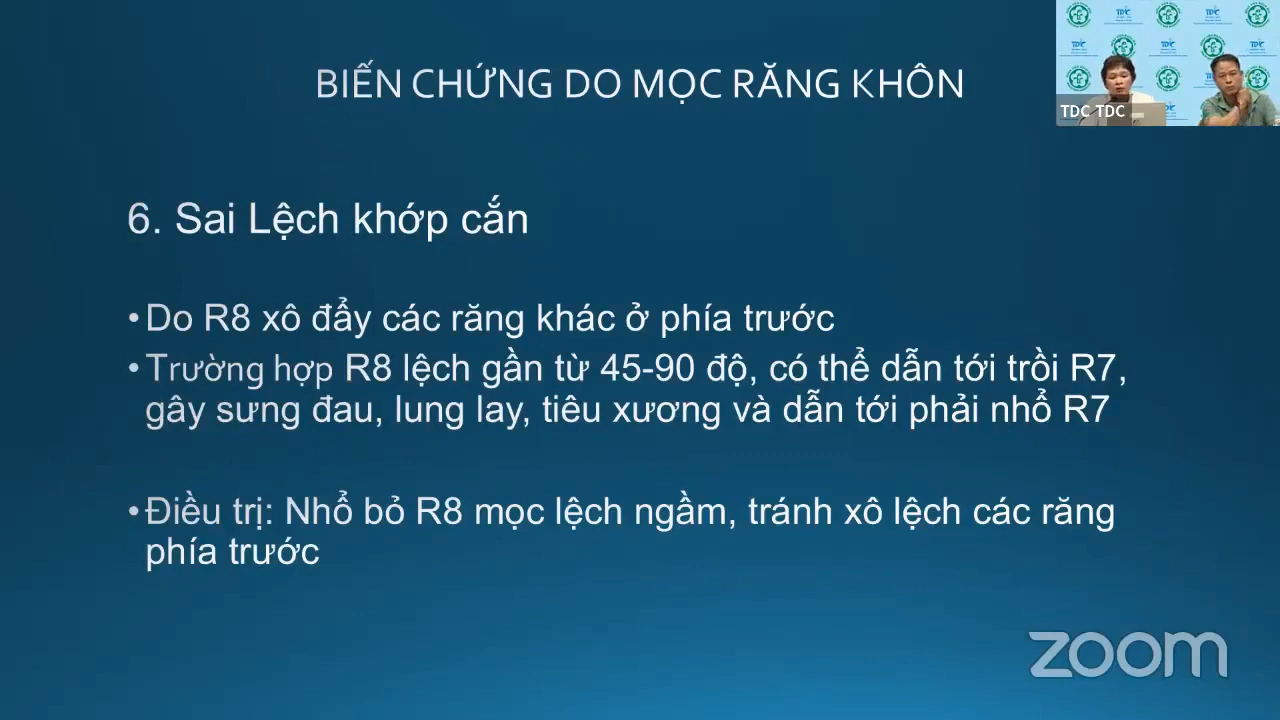 BIẾN CHỨNG DO MỌC RĂNG KHÔN
TDC TDC
6. Sai Lệch khớp cắn
•Do R8 xô đẩy các răng khác ở phía trước
•Trường hợp R8 lệch gần từ 45-90 độ, có thể dẫn tới trồi R7,
gây sưng đau, lung lay, tiêu xương và dẫn tới phải nhổ R7
•Điều trị: Nhổ bỏ R8 mọc lệch ngầm, tránh xô lệch các răng
phía trước
zoom